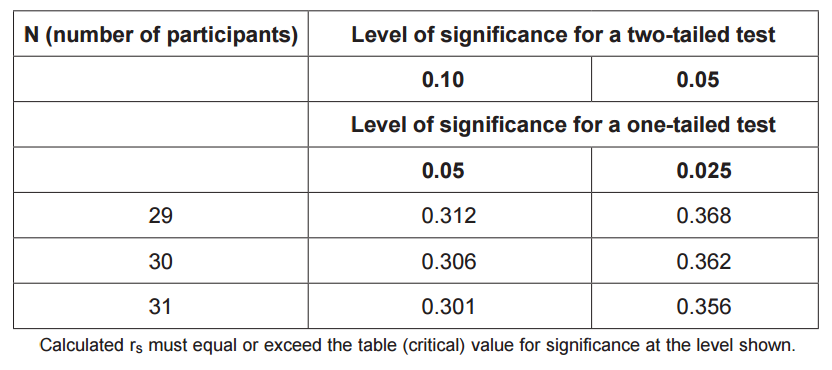 N (number of participants) Level of significance for a two-tailed test
0.10 0.05
Level of significance for a one-tailed test
0.05 0.025
29 0.312 0.368
30 0.306 0.362
31 0.301 0.356
Calculated rs must equal or exceed the table (critical) value for significance at the level shown.